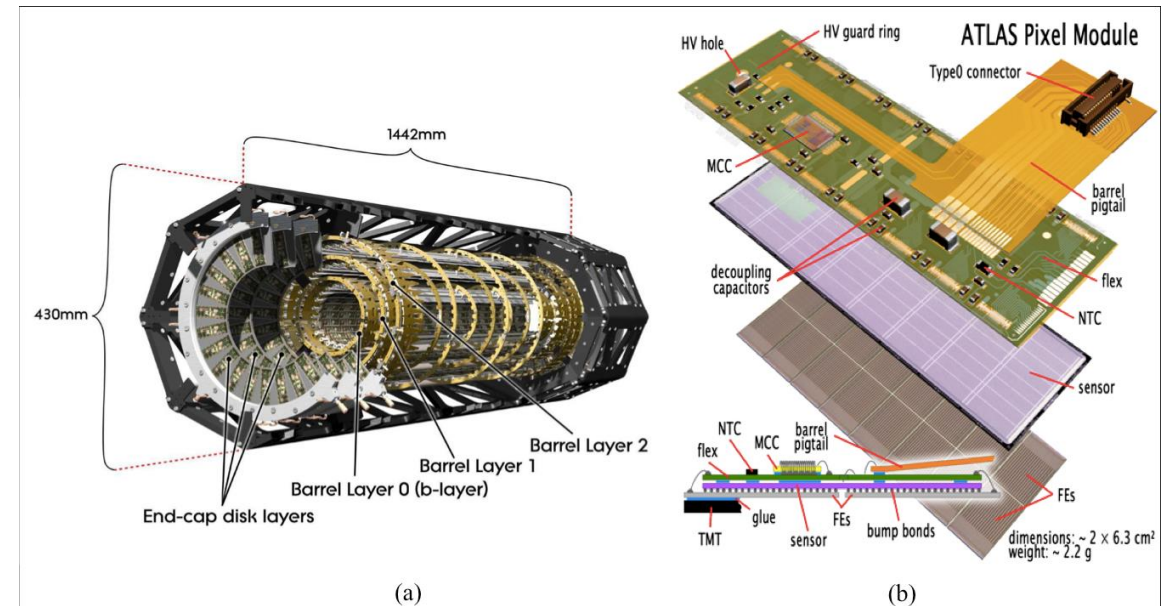 1442mm
430mm
Barrel Layer 2
Barrel Layer 1
Barrel Layer 0 (b-layer)
End-cap disk layers
(a)
ATLAS Pixel Module
HV guard ring
HV hole
Type0 connector
MCC
barrel
pigtail
decoupling
capacitors
flex
NTC
sensor
barrel
pigtail
NTC
MCC
flex
FEs
glue
FEs
TMT
sensor
bump bonds
dimensions: ~ 2 × 6.3 cm²
weight: ~ 2.2 g
(b)